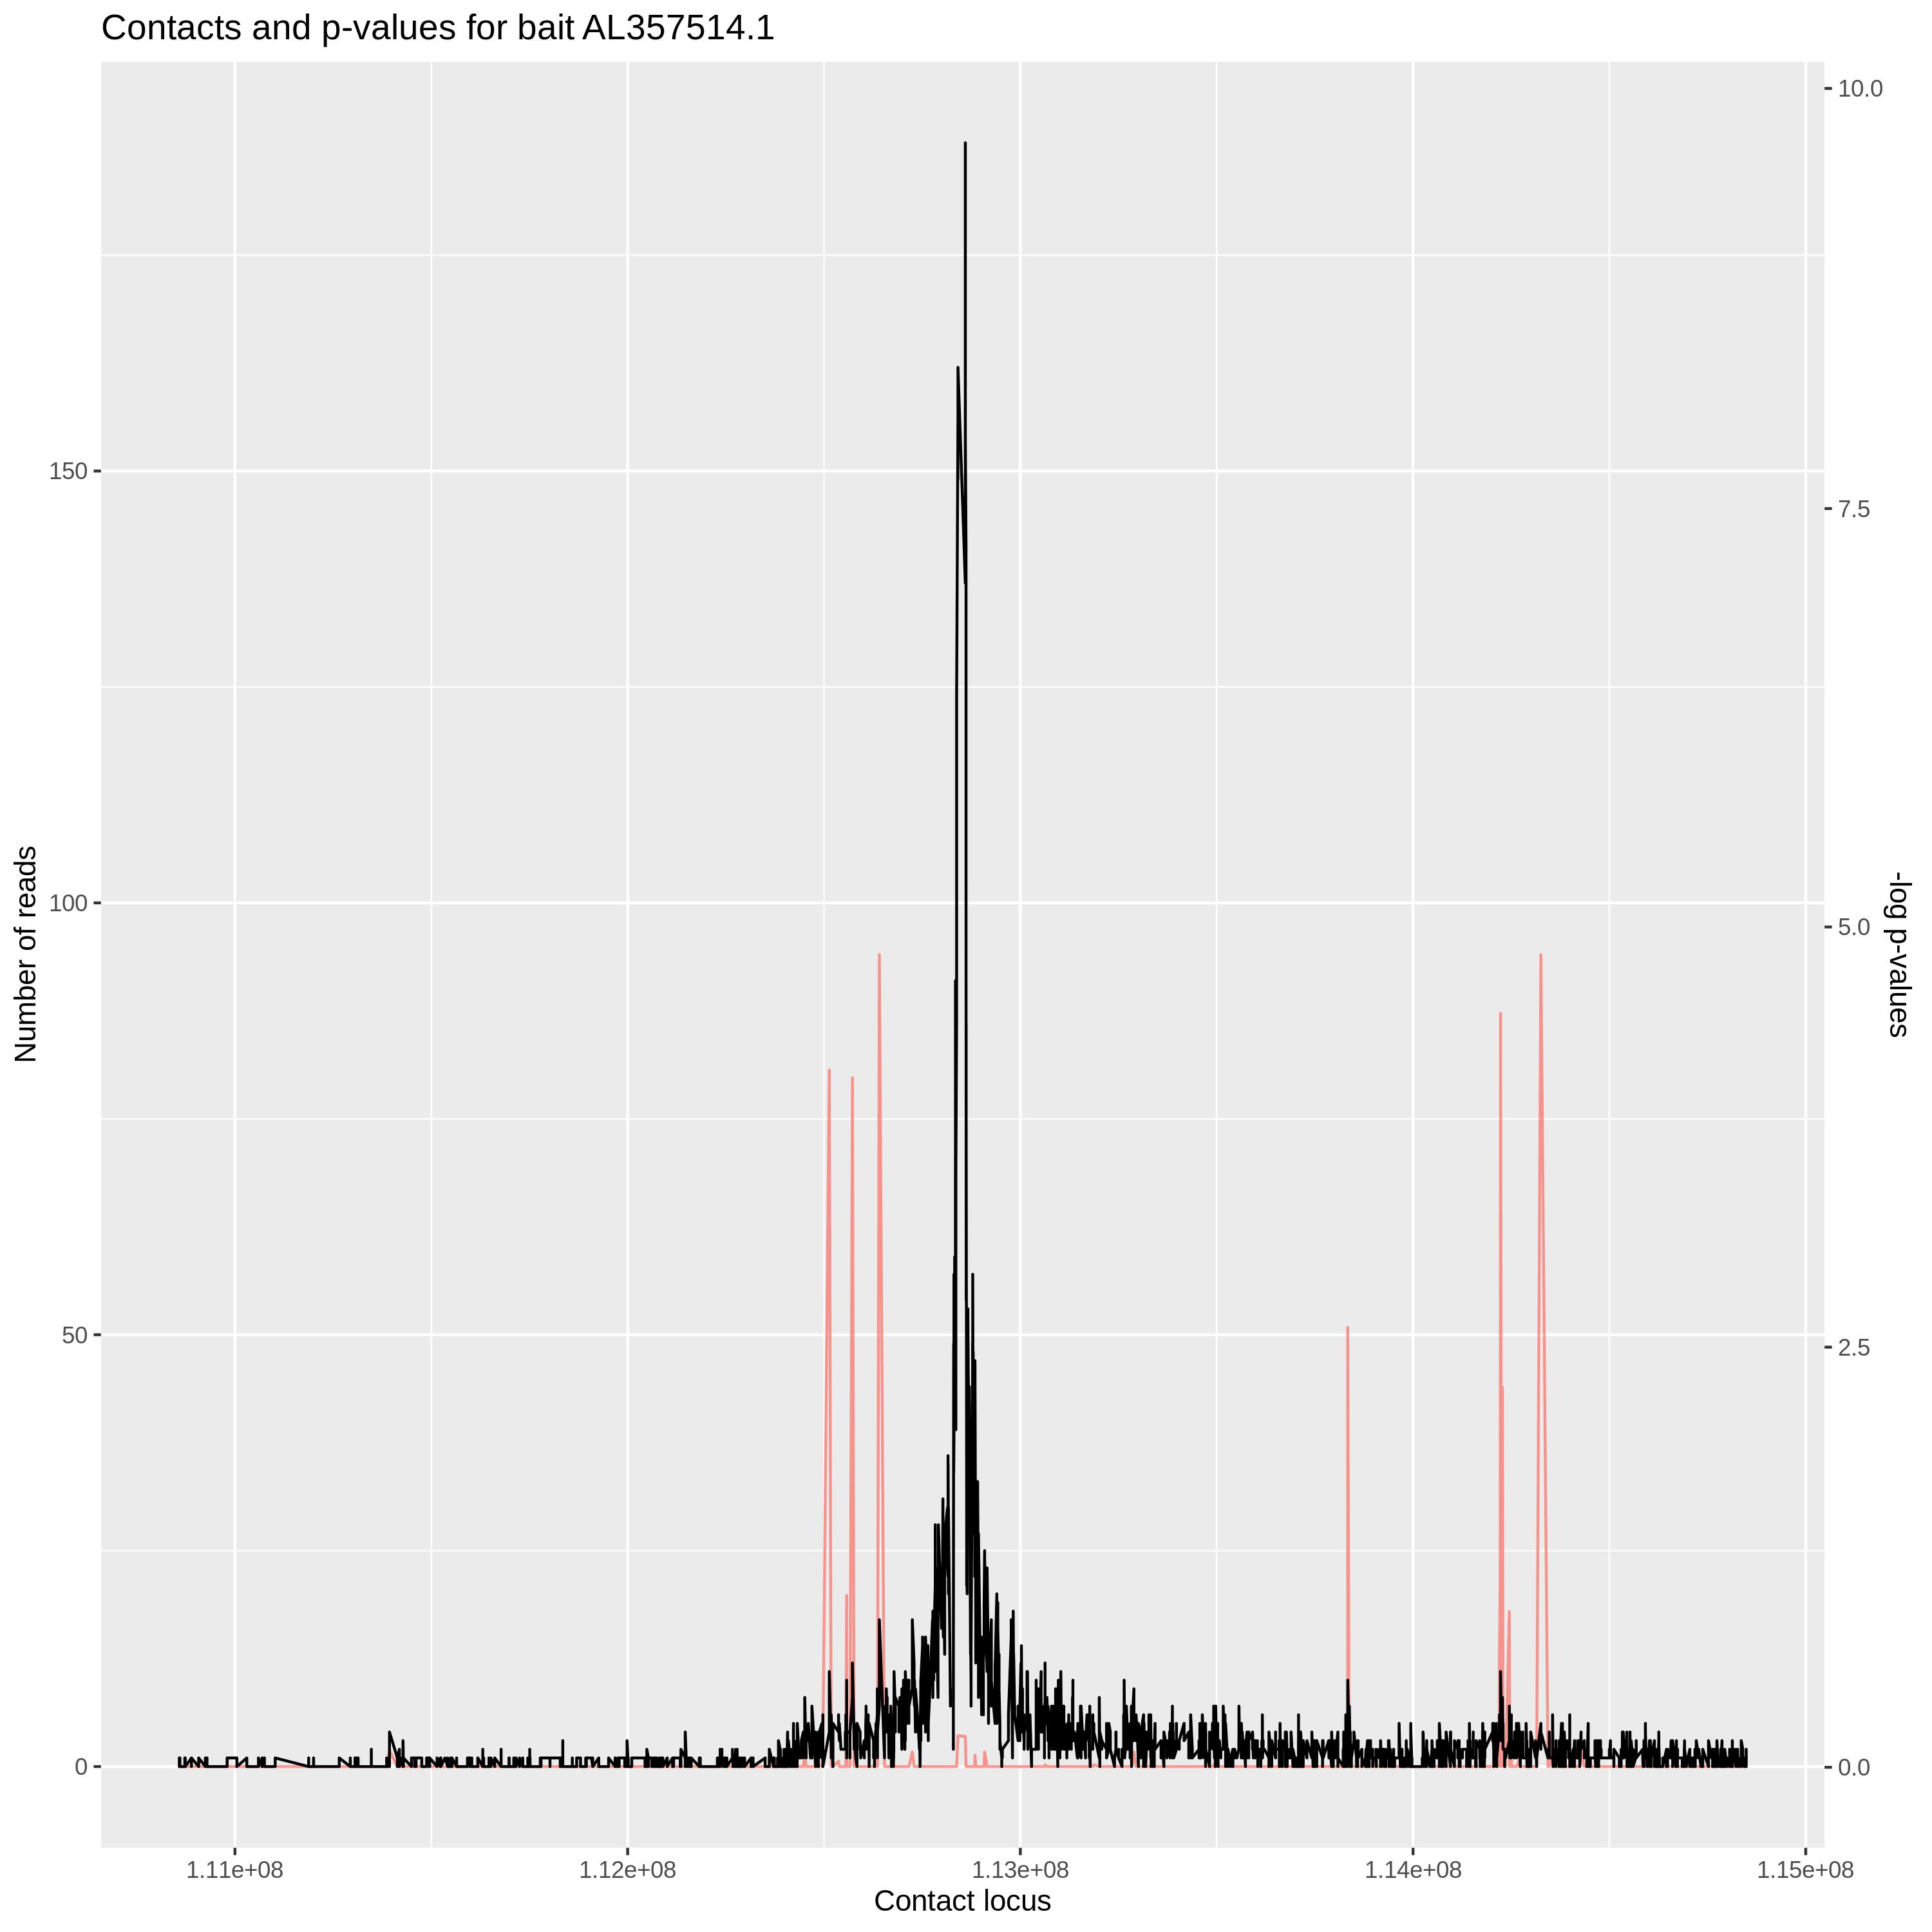 Contacts and p-values for bait AL357514.1
10.0
7.5
5.0
2.5
0.0
150
100
50
0
Number of reads
-log p-values
1.11e+08
1.12e+08
1.13e+08
1.14e+08
1.15e+08
Contact locus